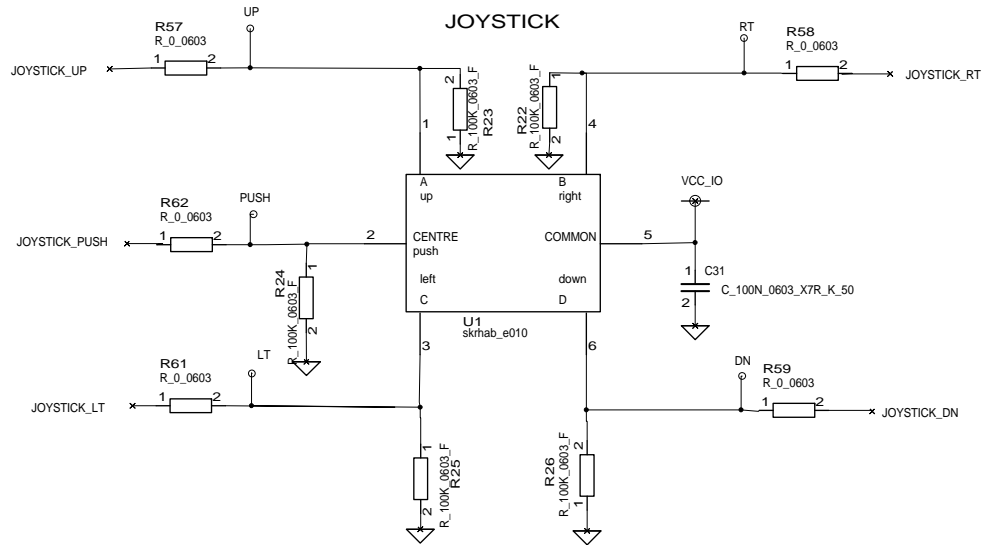 JOYSTICK
R57
R_0_0603
1 2
JOYSTICK_UP
UP
2
1
R_100K_0603_F
R23
1
RT
R58
R_0_0603
1 2
JOYSTICK_RT
1
2
R22
R_100K_0603_F
4
A
up
B
right
CENTRE
push
COMMON
left
down
C
D
U1
skrhab_e010
R62
R_0_0603
1 2
JOYSTICK_PUSH
PUSH
2
R24
R_100K_0603_F
1
2
VCC_IO
5
1
2
C31
C_100N_0603_X7R_K_50
R61
R_0_0603
1 2
JOYSTICK_LT
LT
3
1
2
R_100K_0603_F
R25
6
DN
R59
R_0_0603
1 2
JOYSTICK_DN
R26
R_100K_0603_F
2
1